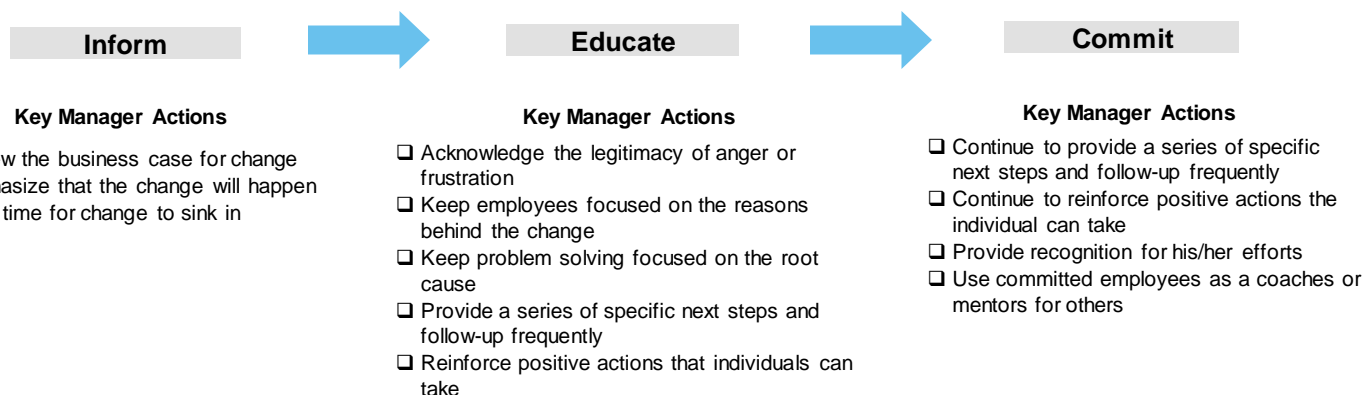 Inform
Educate
Commit
Key Manager Actions
the business case for change
that the change will happen
time for change to sink in
Key Manager Actions
❑ Acknowledge the legitimacy of anger or
frustration
❑ Keep employees focused on the reasons
behind the change
❑ Keep problem solving focused on the root
cause
❑ Provide a series of specific next steps and
follow-up frequently
❑ Reinforce positive actions that individuals can
take
Key Manager Actions
❑ Continue to provide a series of specific
next steps and follow-up frequently
❑ Continue to reinforce positive actions the
individual can take
❑ Provide recognition for his/her efforts
❑ Use committed employees as a coaches or
mentors for others